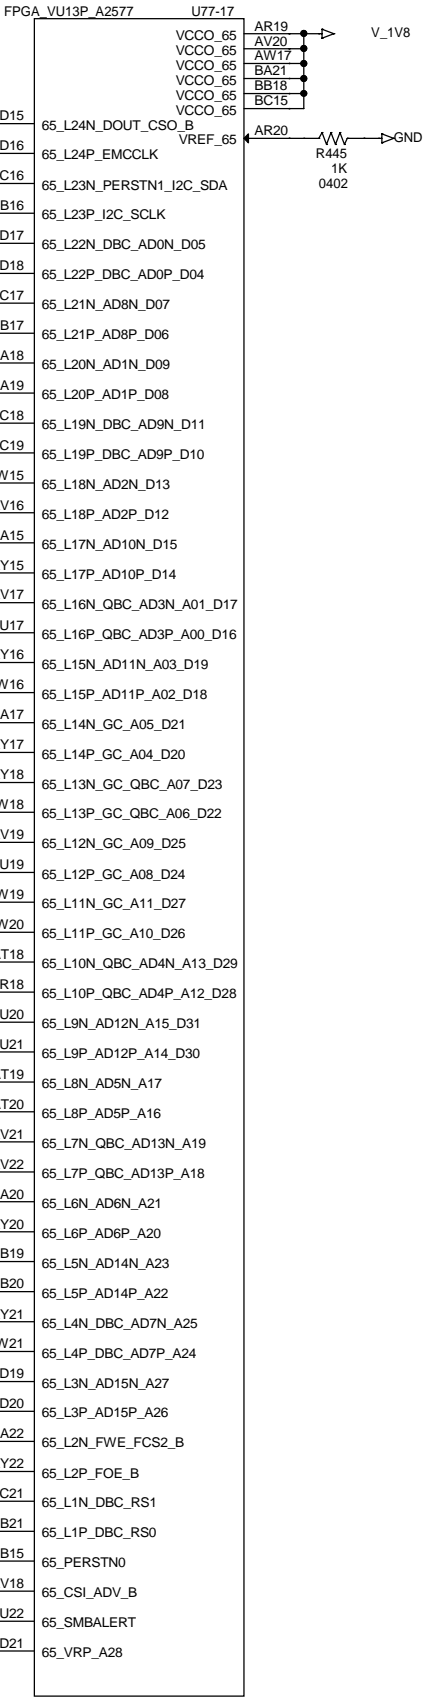 FPGA_VU13P_A2577 U77-17
VCCO_65 AR19 V_1V8
VCCO_65 AV20
VCCO_65 AW17
VCCO_65 BA21
VCCO_65 BB18
VCCO_65 BC15
D15 65_L24N_DOUT_CSO_B
VREF_65 AR20 GND
R445
1K
0402
D16 65_L24P_EMCCLK
C16 65_L23N_PERSTN1_I2C_SDA
B16 65_L23P_I2C_SCLK
D17 65_L22N_DBC_AD0N_D05
D18 65_L22P_DBC_AD0P_D04
C17 65_L21N_AD8N_D07
B17 65_L21P_AD8P_D06
A18 65_L20N_AD1N_D09
A19 65_L20P_AD1P_D08
C18 65_L19N_DBC_AD9N_D11
C19 65_L19P_DBC_AD9P_D10
W15 65_L18N_AD2N_D13
V16 65_L18P_AD2P_D12
A15 65_L17N_AD10N_D15
Y15 65_L17P_AD10P_D14
V17 65_L16N_QBC_AD3N_A01_D17
U17 65_L16P_QBC_AD3P_A00_D16
Y16 65_L15N_AD11N_A03_D19
W16 65_L15P_AD11P_A02_D18
A17 65_L14N_GC_A05_D21
Y17 65_L14P_GC_A04_D20
Y18 65_L13N_GC_QBC_A07_D23
W18 65_L13P_GC_QBC_A06_D22
V19 65_L12N_GC_A09_D25
U19 65_L12P_GC_A08_D24
W19 65_L11N_GC_A11_D27
W20 65_L11P_GC_A10_D26
T18 65_L10N_QBC_AD4N_A13_D29
R18 65_L10P_QBC_AD4P_A12_D28
U20 65_L9N_AD12N_A15_D31
U21 65_L9P_AD12P_A14_D30
T19 65_L8N_AD5N_A17
T20 65_L8P_AD5P_A16
V21 65_L7N_QBC_AD13N_A19
V22 65_L7P_QBC_AD13P_A18
A20 65_L6N_AD6N_A21
Y20 65_L6P_AD6P_A20
B19 65_L5N_AD14N_A23
B20 65_L5P_AD14P_A22
Y21 65_L4N_DBC_AD7N_A25
W21 65_L4P_DBC_AD7P_A24
D19 65_L3N_AD15N_A27
D20 65_L3P_AD15P_A26
A22 65_L2N_FWE_FCS2_B
Y22 65_L2P_FOE_B
C21 65_L1N_DBC_RS1
B21 65_L1P_DBC_RS0
B15 65_PERSTN0
V18 65_CSI_ADV_B
U22 65_SMBALERT
D21 65_VRP_A28